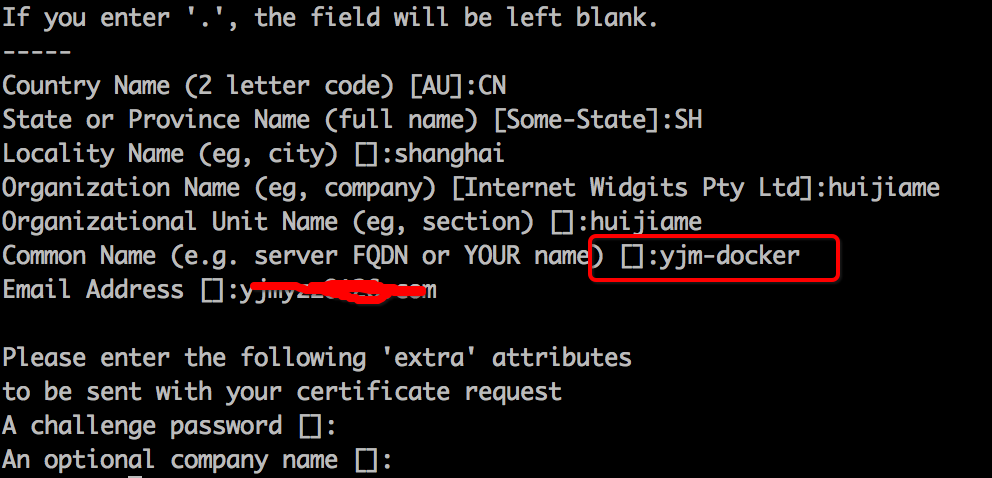 If you enter '.', the field will be left blank.
-----
Country Name (2 letter code) [AU]:CN
State or Province Name (full name) [Some-State]:SH
Locality Name (eg, city) []:shanghai
Organization Name (eg, company) [Internet Widgits Pty Ltd]:huijiame
Organizational Unit Name (eg, section) []:huijiame
Common Name (e.g. server FQDN or YOUR name) []:yjm-docker
Email Address []:
Please enter the following 'extra' attributes
to be sent with your certificate request
A challenge password []:
An optional company name []: